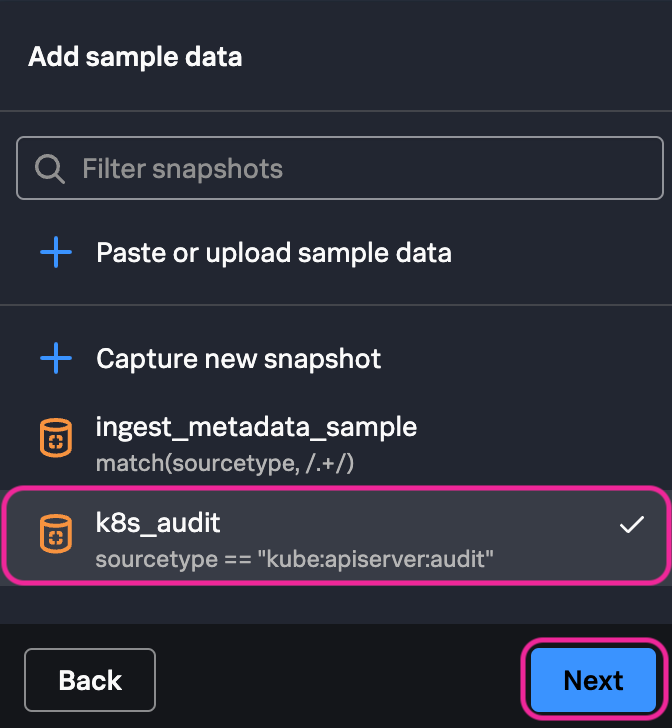 Add sample data
Filter snapshots
Paste or upload sample data
Capture new snapshot
ingest_metadata_sample
match(sourcetype, /.+/)
k8s_audit
sourcetype == "kube:apiserver:audit"
Back
Next